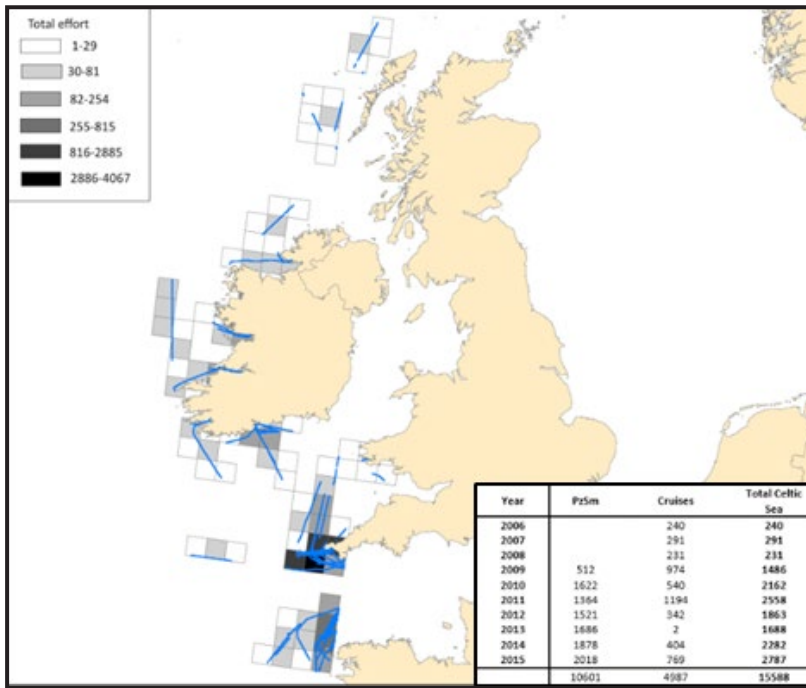 Total effort
1-29
30-81
82-254
255-815
816-2885
2886-4067
Year PzSm Cruises Total Celtic
Sea
2006 240 240
2007 291 291
2008 231 231
2009 512 974 1486
2010 1622 540 2162
2011 1364 1194 2558
2012 1521 342 1863
2013 1686 2 1688
2014 1878 404 2282
2015 2018 769 2787
10601 4987 15588